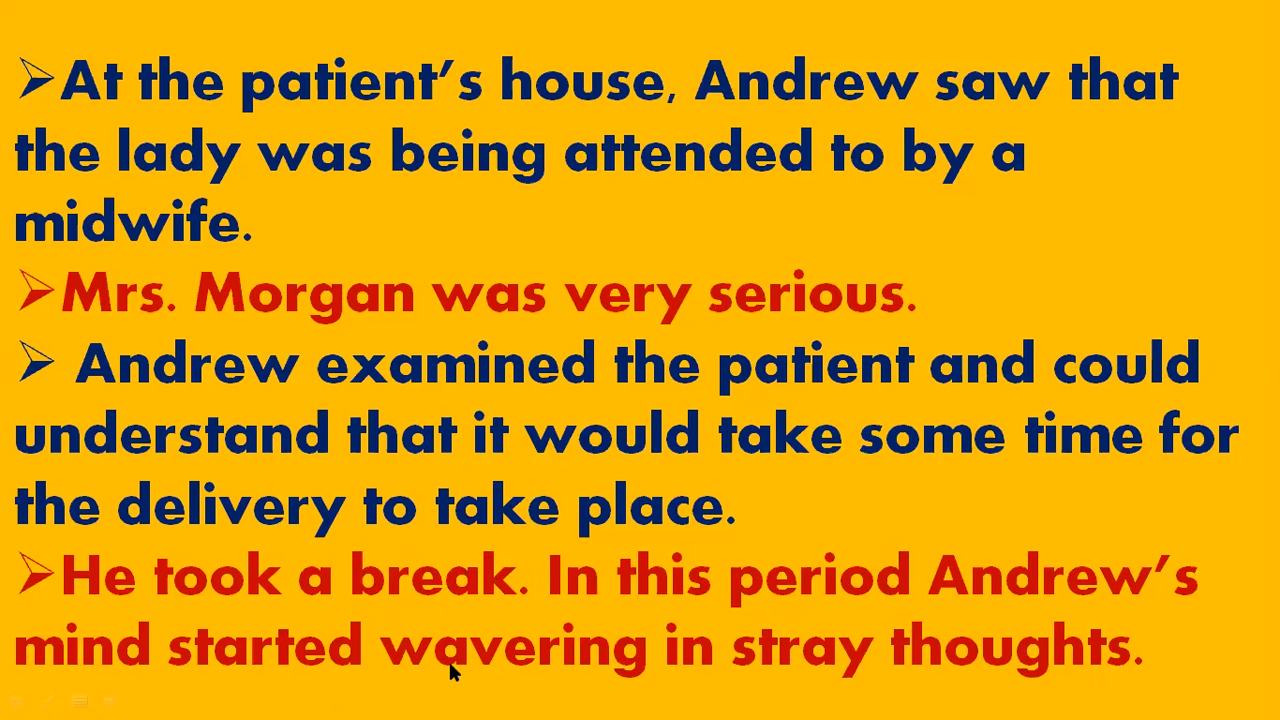 ➢At the patient's house, Andrew saw that
the lady was being attended to by a
midwife.
➢Mrs. Morgan was very serious.
➢ Andrew examined the patient and could
understand that it would take some time for
the delivery to take place.
➢He took a break. In this period Andrew's
mind started wavering in stray thoughts.